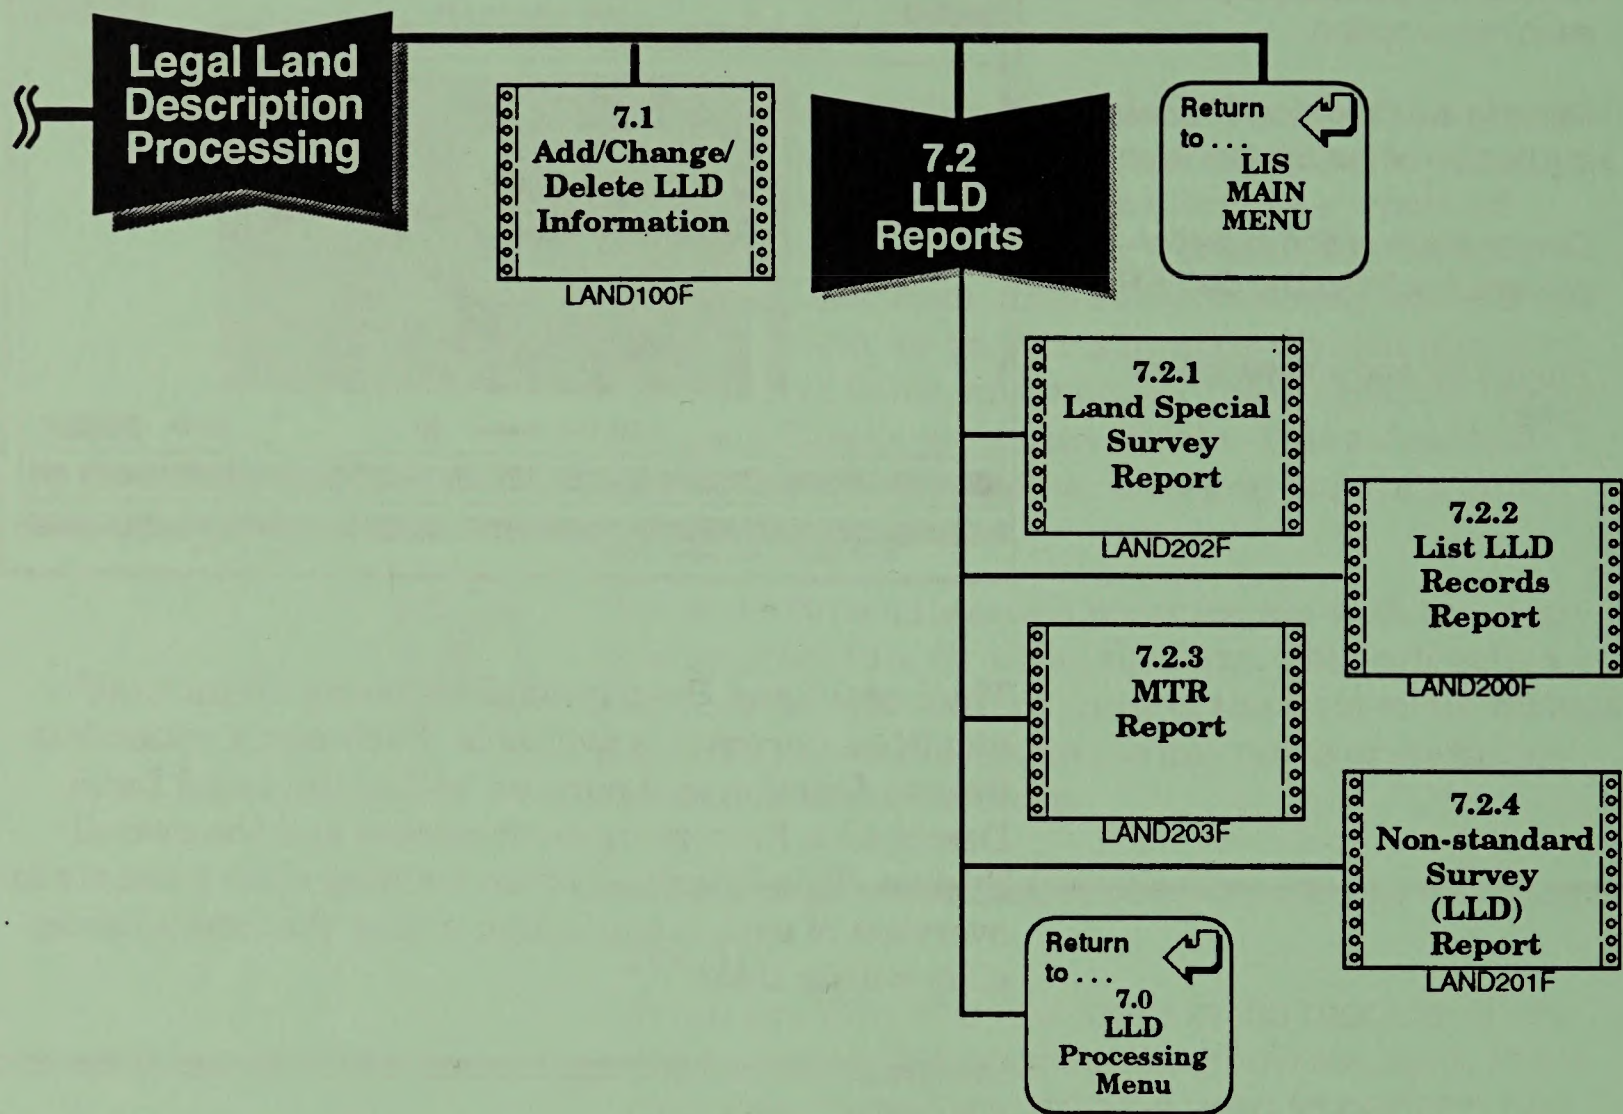 Legal Land
Description
Processing
7.1
Add/Change/
Delete LLD
Information
LAND100F
7.2
LLD
Reports
Return
to . . .
LIS
MAIN
MENU
7.2.1
Land Special
Survey
Report
LAND202F
7.2.2
List LLD
Records
Report
LAND200F
7.2.3
MTR
Report
LAND203F
7.2.4
Non-standard
Survey
(LLD)
Report
LAND201F
Return
to . . .
7.0
LLD
Processing
Menu